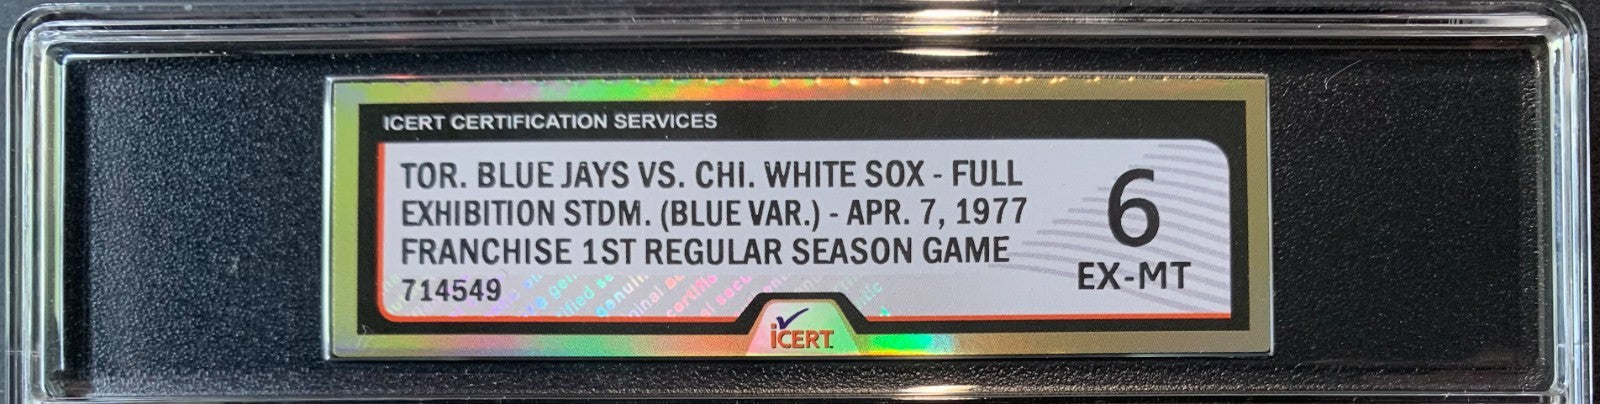 ICERT CERTIFICATION SERVICES
TOR. BLUE JAYS VS. CHI. WHITE SOX - FULL
EXHIBITION STDM. (BLUE VAR.) - APR. 7, 1977
FRANCHISE 1ST REGULAR SEASON GAME
714549
6
EX-MT
iCERT